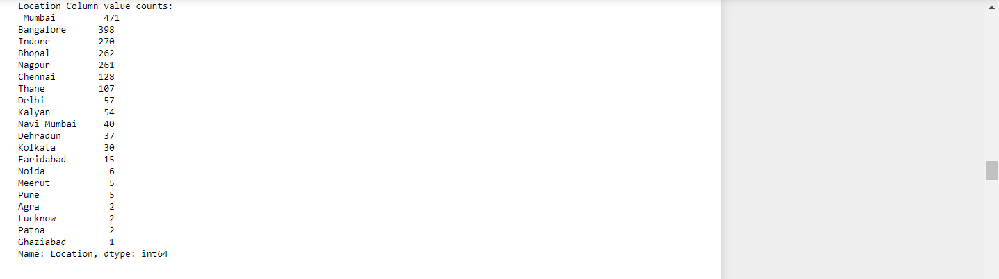 Location Column value counts:
 Mumbai         471
Bangalore      398
Indore         270
Bhopal         262
Nagpur         261
Chennai        128
Thane          107
Delhi           57
Kalyan          54
Navi Mumbai     40
Dehradun        37
Kolkata         30
Faridabad       15
Noida            6
Meerut           5
Pune             5
Agra             2
Lucknow          2
Patna            2
Ghaziabad        1
Name: Location, dtype: int64